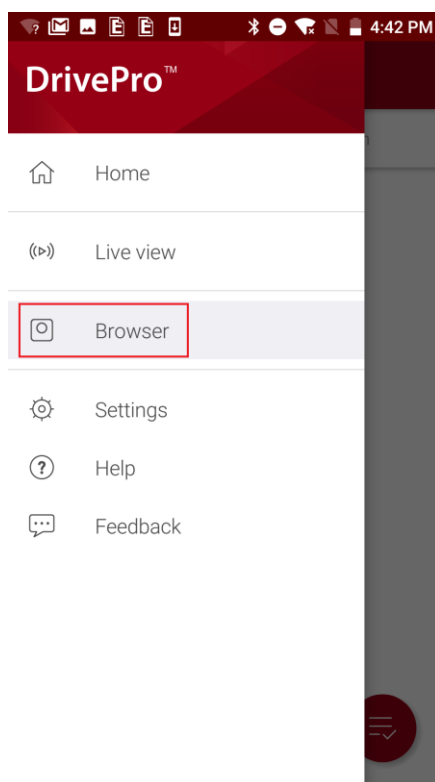 4:42 PM
DrivePro™
Home
Live view
Browser
Settings
Help
Feedback